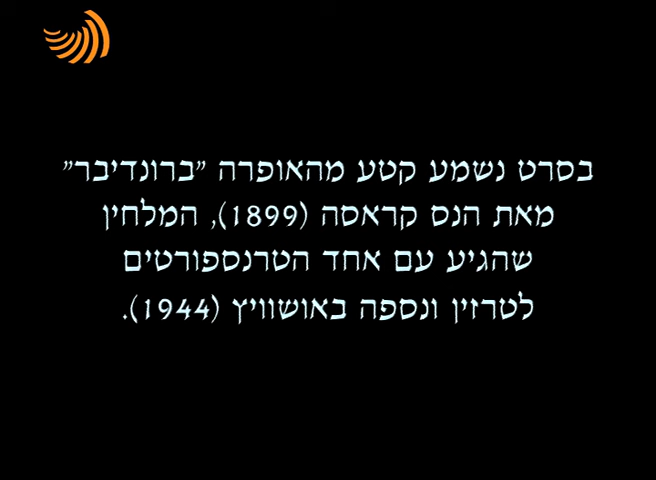 בסרט נשמע קטע מהאופרה "ברונדיבר"
מאת הנס קראסה (1899), המלחין
שהגיע עם אחד הטרנספורטים
לטרזין ונספה באושוויץ (1944).